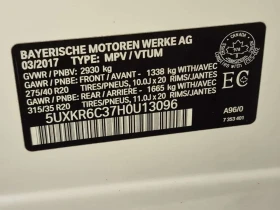 BAYERISCHE MOTOREN WERKE AG
03/2017 TYPE: MPV / VTUM
GVWR / PNBV: 2930 kg
GAWR / PNBE: FRONT / AVANT - 1338 kg WITH/AVEC
275/40 R20 TIRES/PNEUS, 10.0J x 20 RIMS/JANTES
GAWR / PNBE: REAR / ARRIERE - 1665 kg WITH/AVEC
315/35 R20 TIRES/PNEUS, 11.0J x 20 RIMS/JANTES
5UXKR6C37H0U13096
EC
A96/0
7 353 401